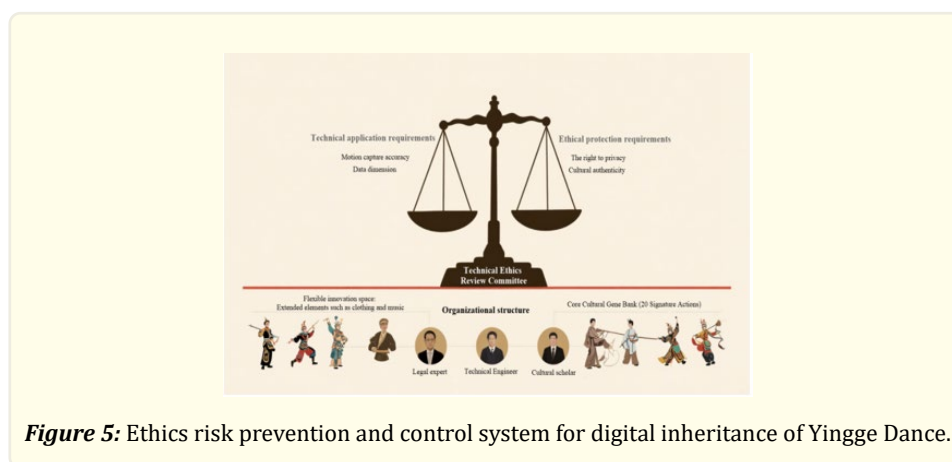 Technical application requirements
Motion capture accuracy
Data dimension
Ethical protection requirements
The right to privacy
Cultural authenticity
Technical Ethics
Review Committee
Flexible innovation space:
Extended elements such as clothing and music
Organizational structure
Core Cultural Gene Bank (20 Signature Actions)
Legal expert
Technical Engineer
Cultural scholar
Figure 5: Ethics risk prevention and control system for digital inheritance of Yingge Dance.